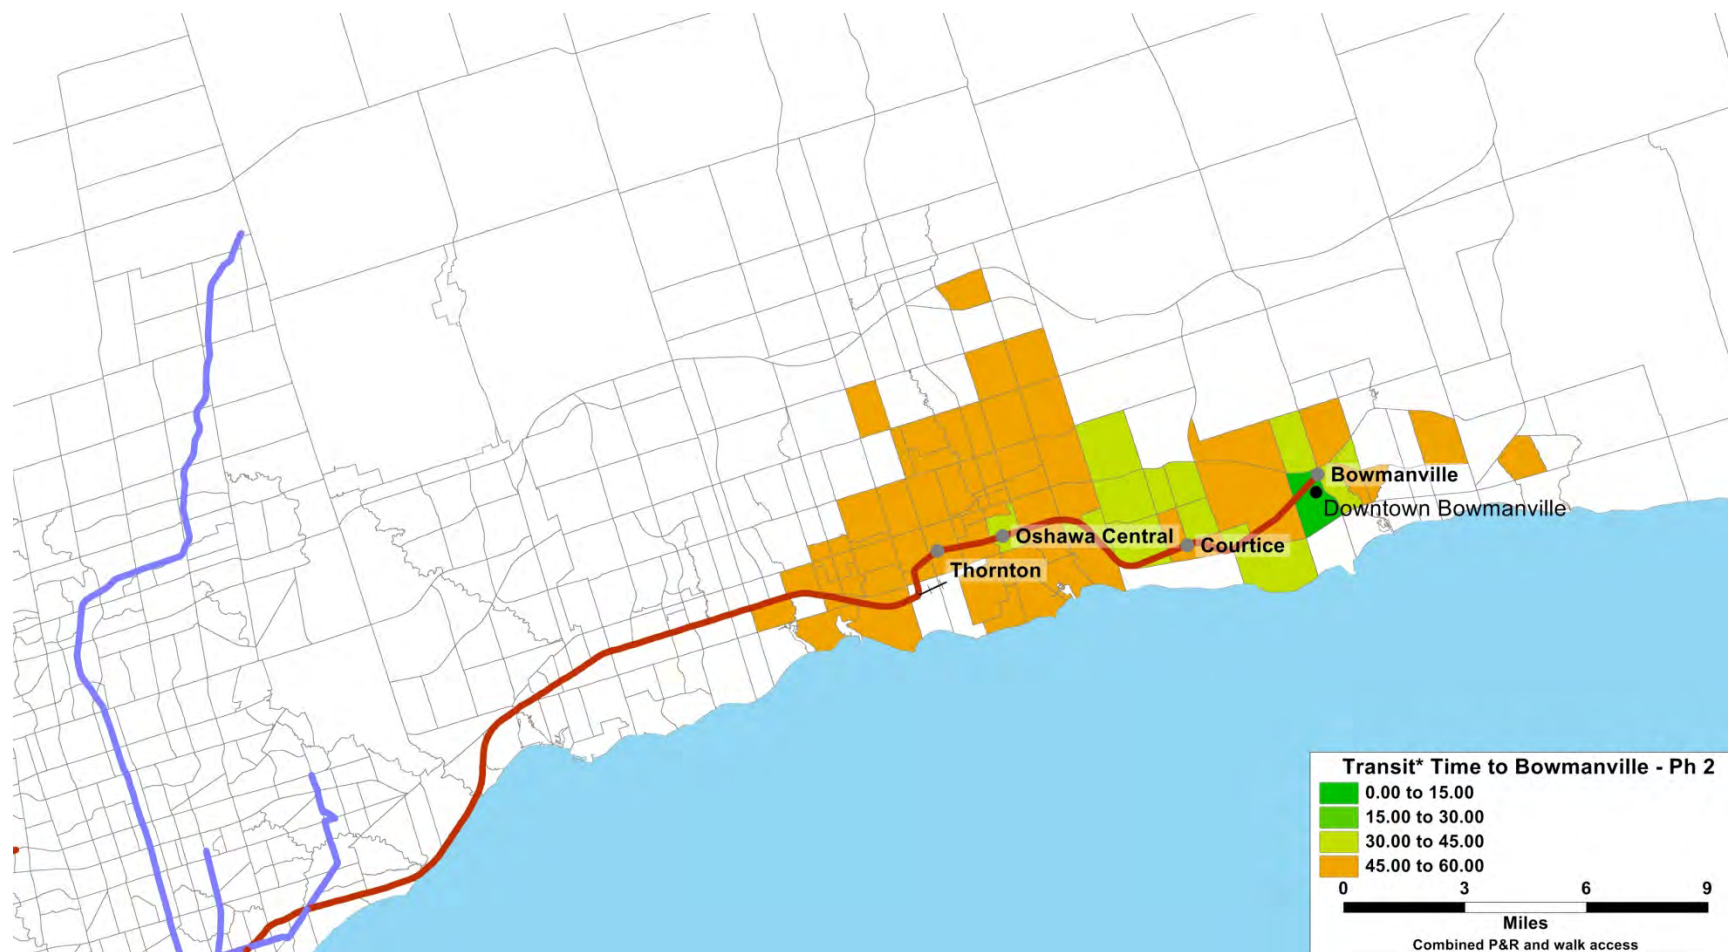 Bowmanville
Downtown Bowmanville
Oshawa Central
Courtice
Thornton
Transit* Time to Bowmanville - Ph 2
0.00 to 15.00
15.00 to 30.00
30.00 to 45.00
45.00 to 60.00
0 3 6 9
Miles
Combined P&R and walk access